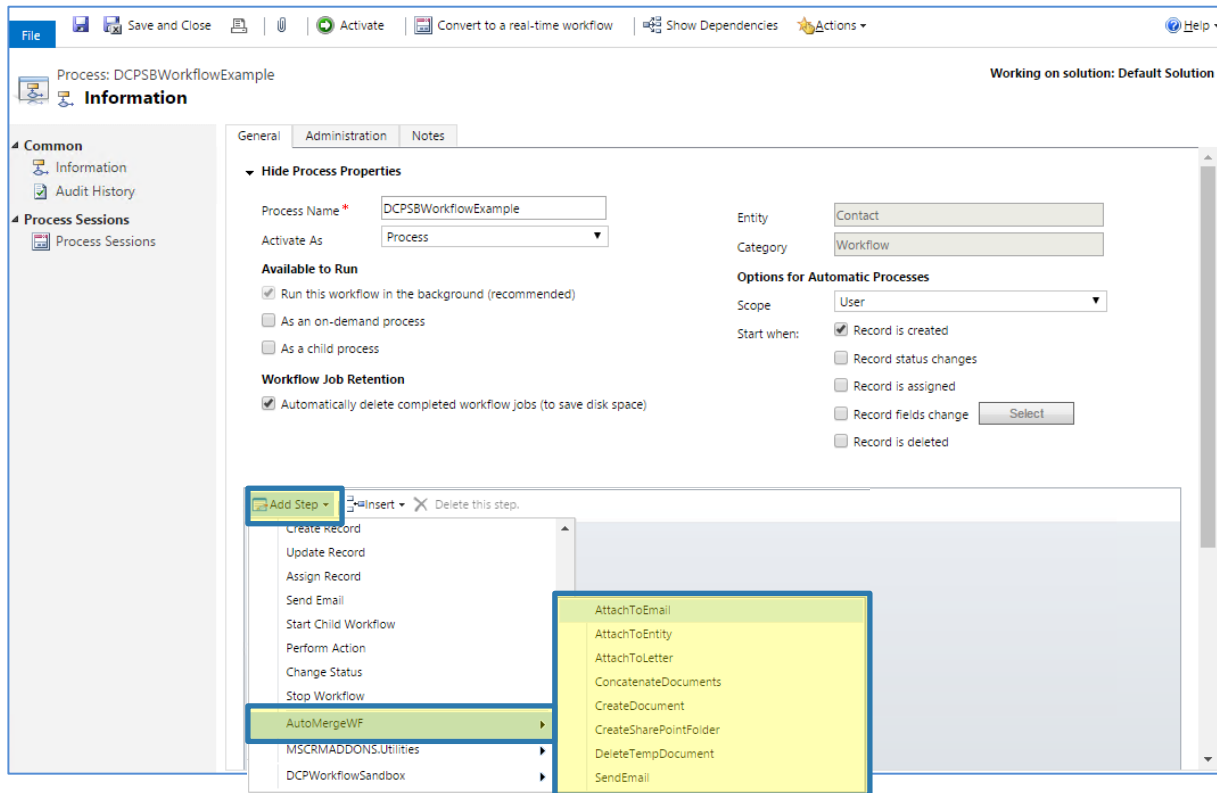 File
Save and Close
Activate
Convert to a real-time workflow
Show Dependencies
Actions
Help
Process: DCPSBWorkflowExample
Information
Working on solution: Default Solution
Common
Information
Audit History
Process Sessions
Process Sessions
General
Administration
Notes
Hide Process Properties
Process Name *
DCPSBWorkflowExample
Activate As
Process
Available to Run
Run this workflow in the background (recommended)
As an on-demand process
As a child process
Workflow Job Retention
Automatically delete completed workflow jobs (to save disk space)
Entity
Contact
Category
Workflow
Options for Automatic Processes
Scope
User
Start when:
Record is created
Record status changes
Record is assigned
Record fields change
Select
Record is deleted
Add Step
Insert
Delete this step.
Create Record
Update Record
Assign Record
Send Email
Start Child Workflow
Perform Action
Change Status
Stop Workflow
AutoMergeWF
MSCRMADDONS.Utilities
DCPWorkflowSandbox
AttachToEmail
AttachToEntity
AttachToLetter
ConcatenateDocuments
CreateDocument
CreateSharePointFolder
DeleteTempDocument
SendEmail